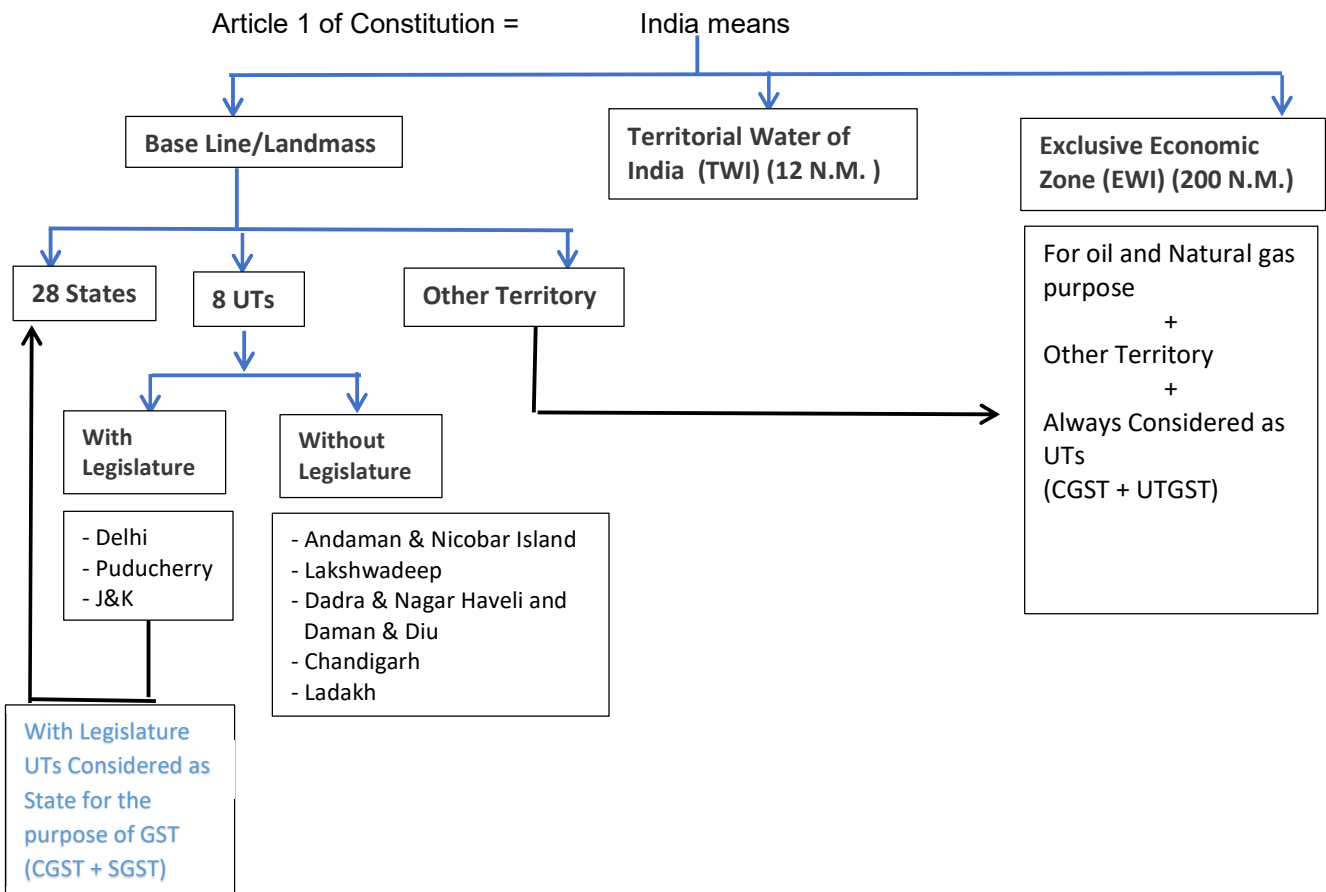 Article 1 of Constitution = India means
Base Line/Landmass
Territorial Water of
India (TWI) (12 N.M. )
Exclusive Economic
Zone (EWI) (200 N.M.)
28 States
8 UTs
Other Territory
For oil and Natural gas
purpose
+
Other Territory
+
Always Considered as
UTs
(CGST + UTGST)
With
Legislature
Without
Legislature
- Delhi
- Puducherry
- J&K
- Andaman & Nicobar Island
- Lakshwadeep
- Dadra & Nagar Haveli and
Daman & Diu
- Chandigarh
- Ladakh
With Legislature
UTs Considered as
State for the
purpose of GST
(CGST + SGST)